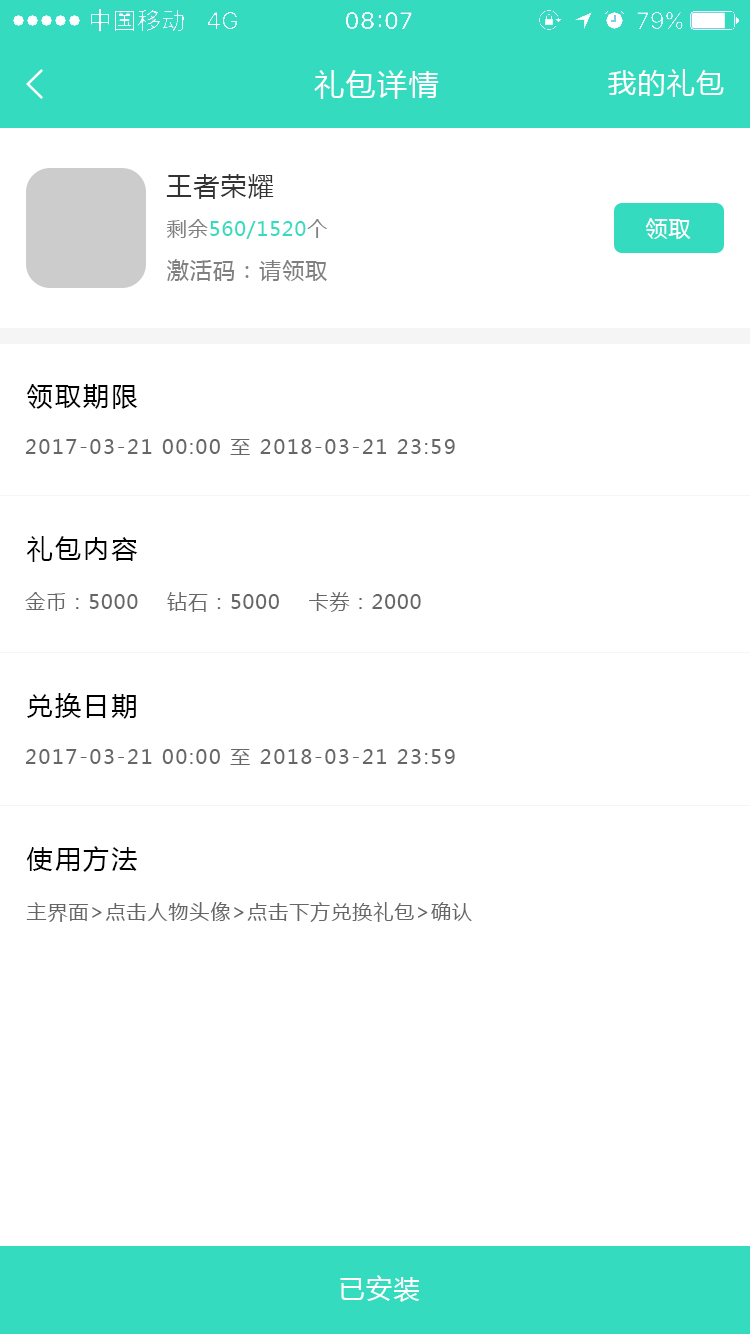 中国移动 4G 08:07 79%
礼包详情 我的礼包
王者荣耀
剩余560/1520个
领取
激活码：请领取
领取期限
2017-03-21 00:00 至 2018-03-21 23:59
礼包内容
金币：5000 钻石：5000 卡券：2000
兑换日期
2017-03-21 00:00 至 2018-03-21 23:59
使用方法
主界面>点击人物头像>点击下方兑换礼包>确认
已安装